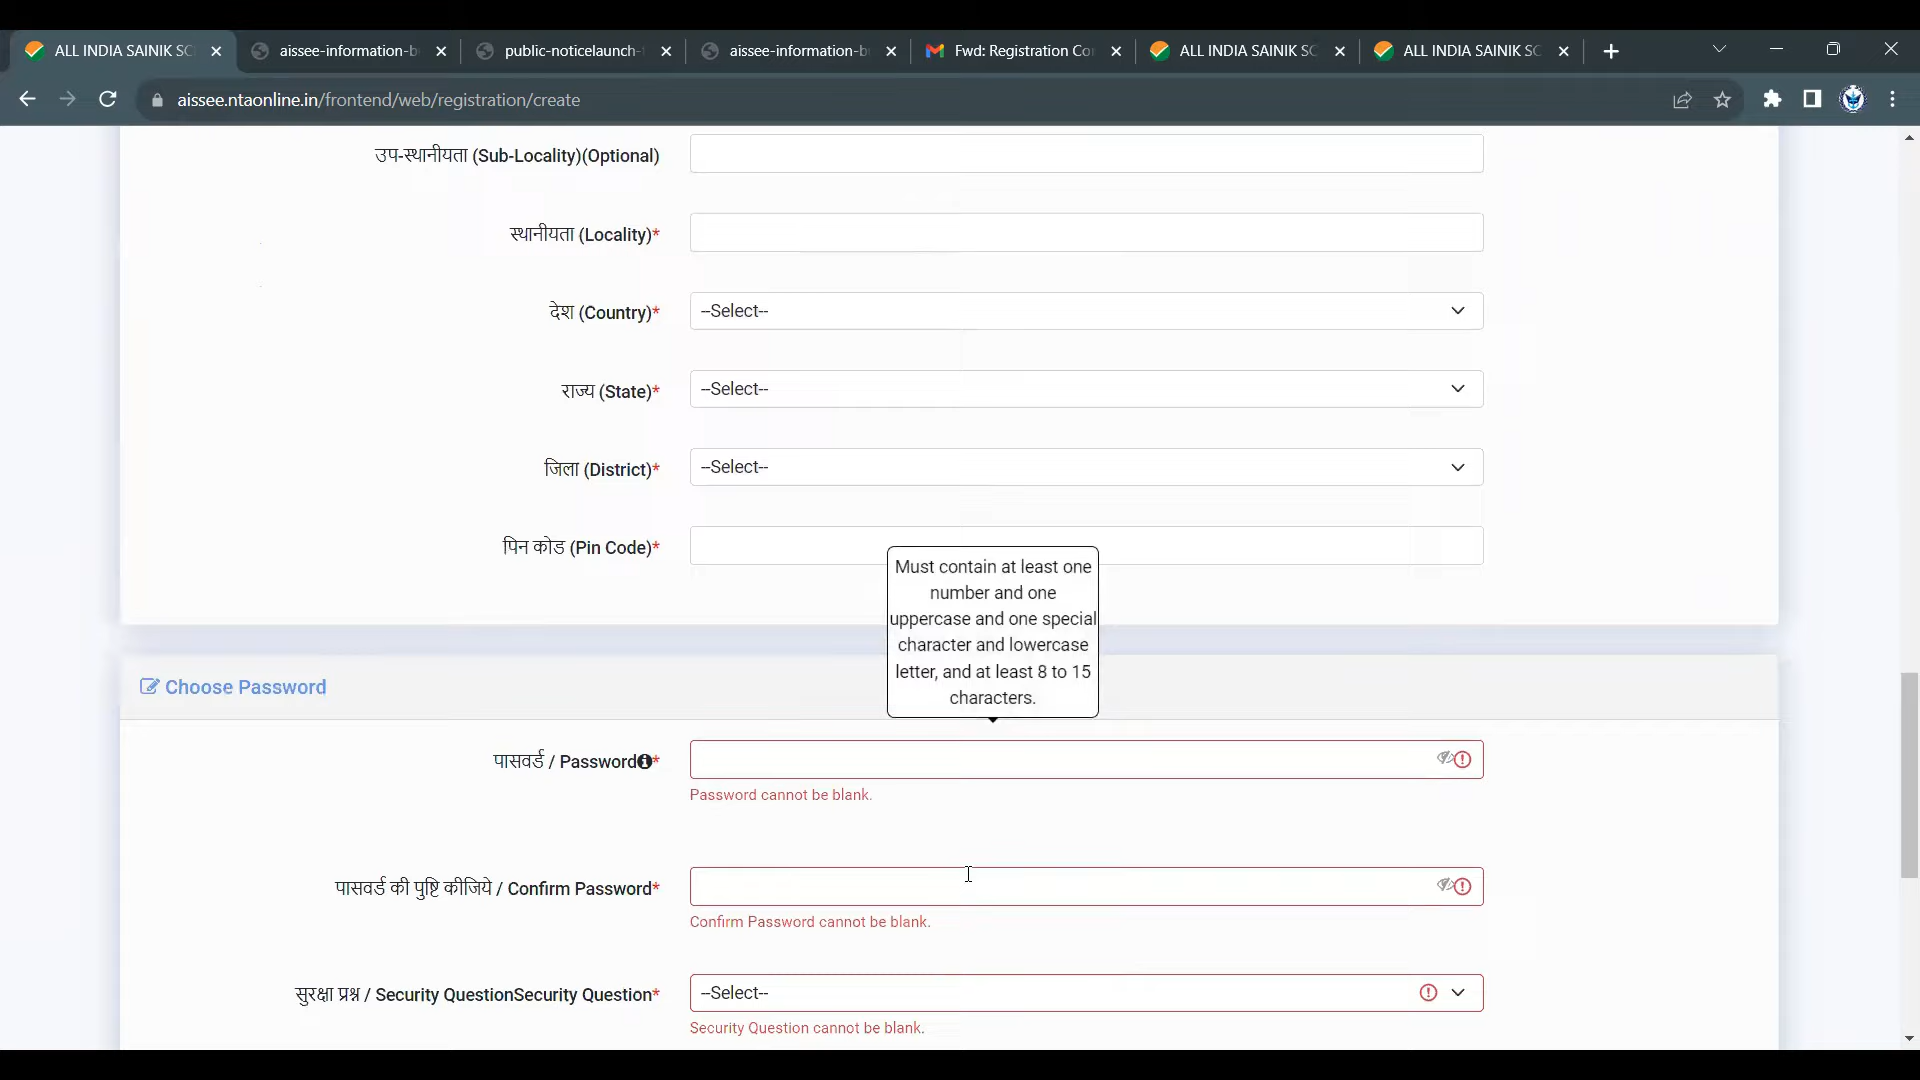 ALL INDIA SAINIK SC
aissee-information-b
public-noticelaunch-
aissee-information-b
Fwd: Registration Co
ALL INDIA SAINIK SC
ALL INDIA SAINIK SC
aissee.ntaonline.in/frontend/web/registration/create
उप-स्थानीयता (Sub-Locality)(Optional)
स्थानीयता (Locality)*
देश (Country)*
--Select--
राज्य (State)*
--Select--
जिला (District)*
--Select--
पिन कोड (Pin Code)*
Must contain at least one
number and one
uppercase and one special
character and lowercase
letter, and at least 8 to 15
characters.
Choose Password
पासवर्ड / Password*
Password cannot be blank.
पासवर्ड की पुष्टि कीजिये / Confirm Password*
Confirm Password cannot be blank.
सुरक्षा प्रश्न / Security QuestionSecurity Question*
--Select--
Security Question cannot be blank.